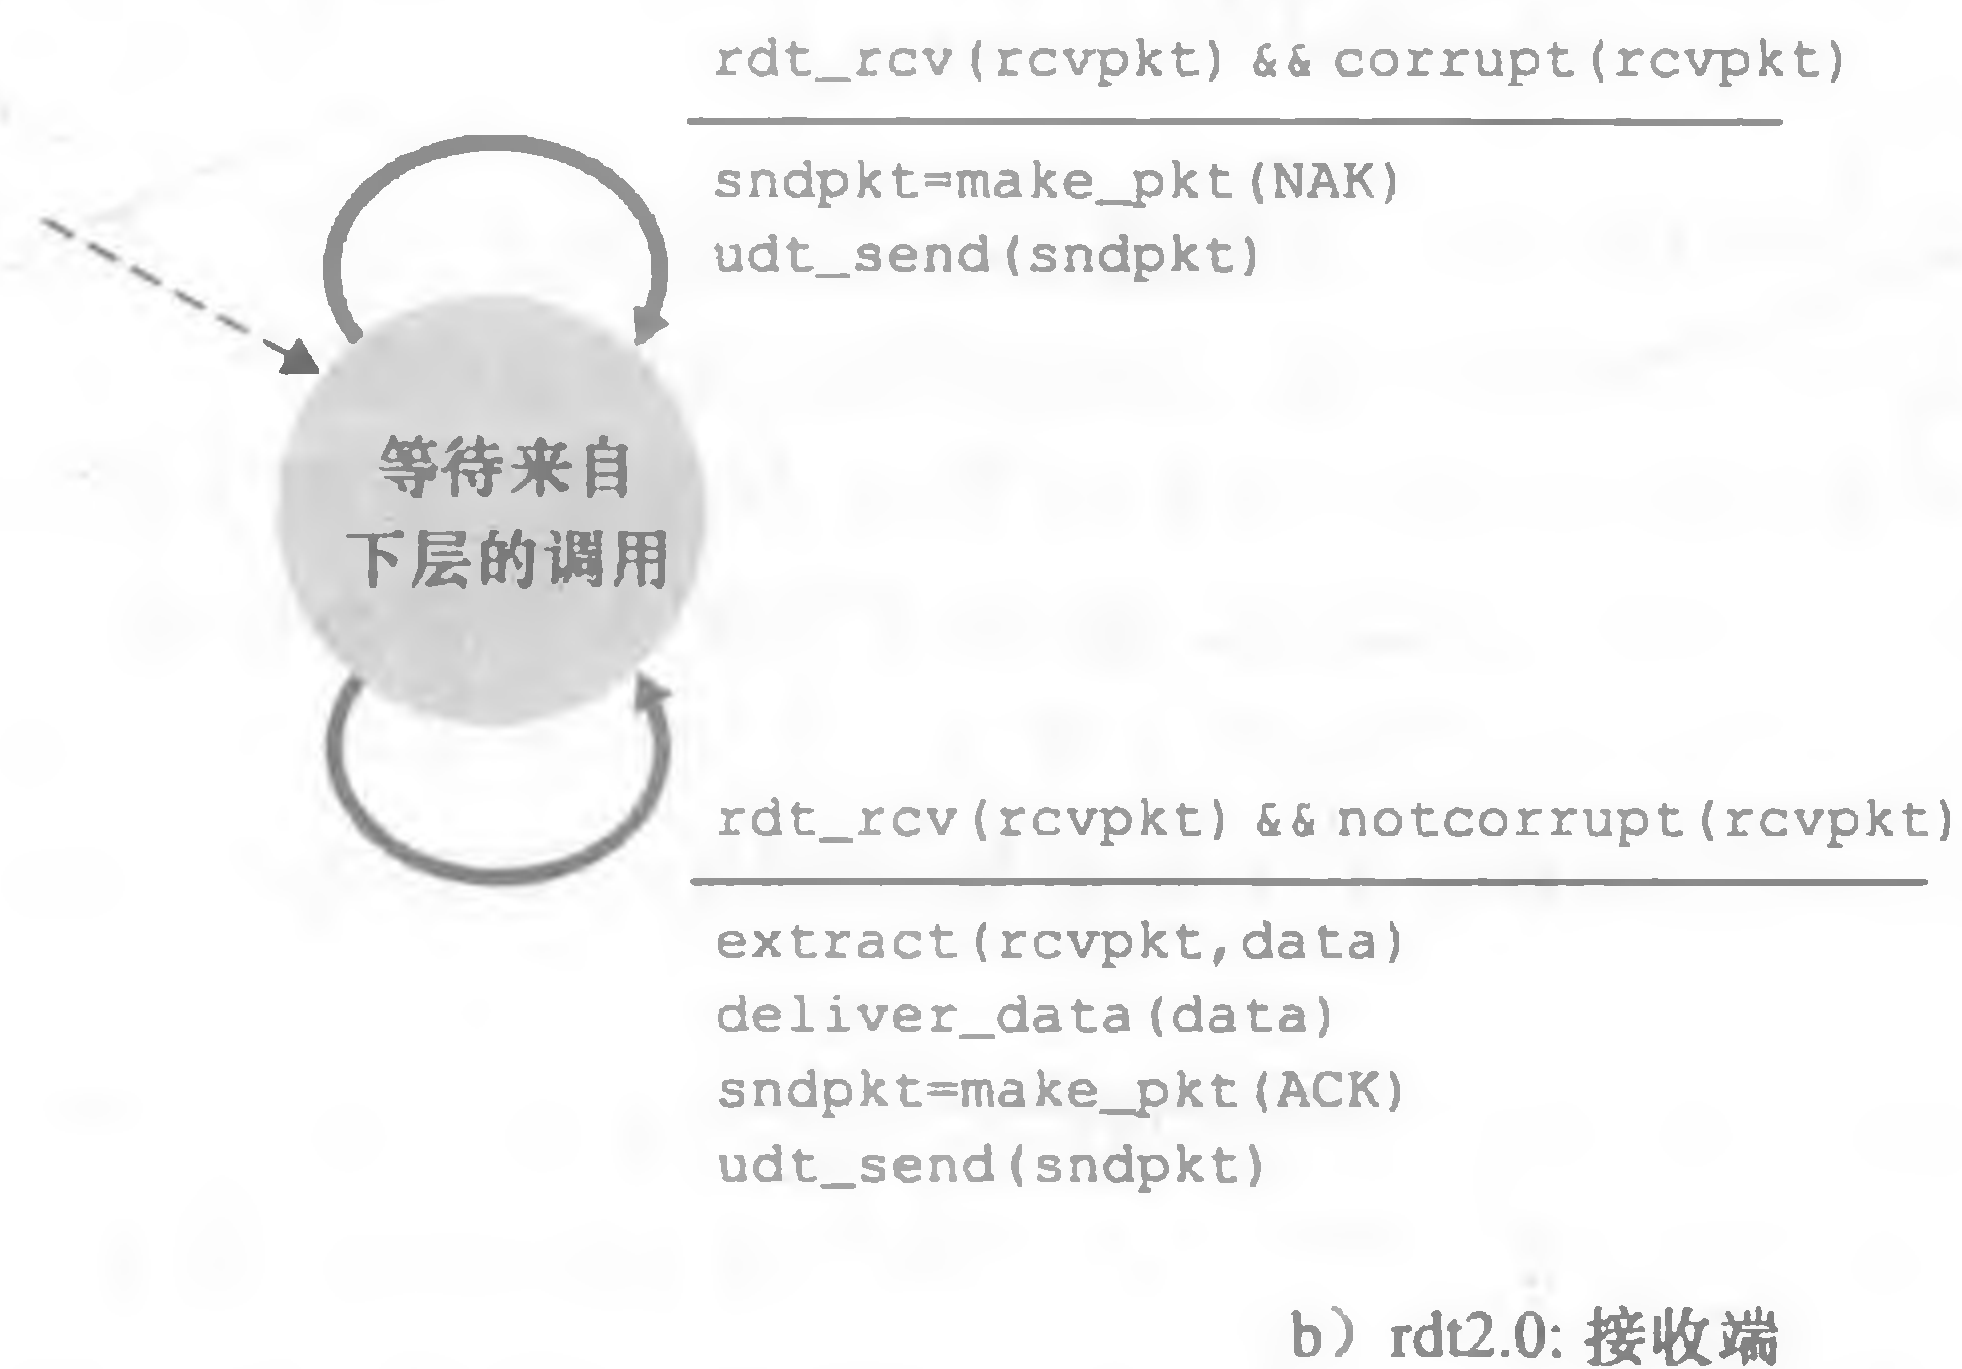 rdt_rcv(rcvpkt) && corrupt(rcvpkt)
sndpkt=make_pkt(NAK)
udt_send(sndpkt)
等待来自
下层的调用
rdt_rcv(rcvpkt) && notcorrupt(rcvpkt)
extract(rcvpkt,data)
deliver_data(data)
sndpkt=make_pkt(ACK)
udt_send(sndpkt)
b）rdt2.0: 接收端